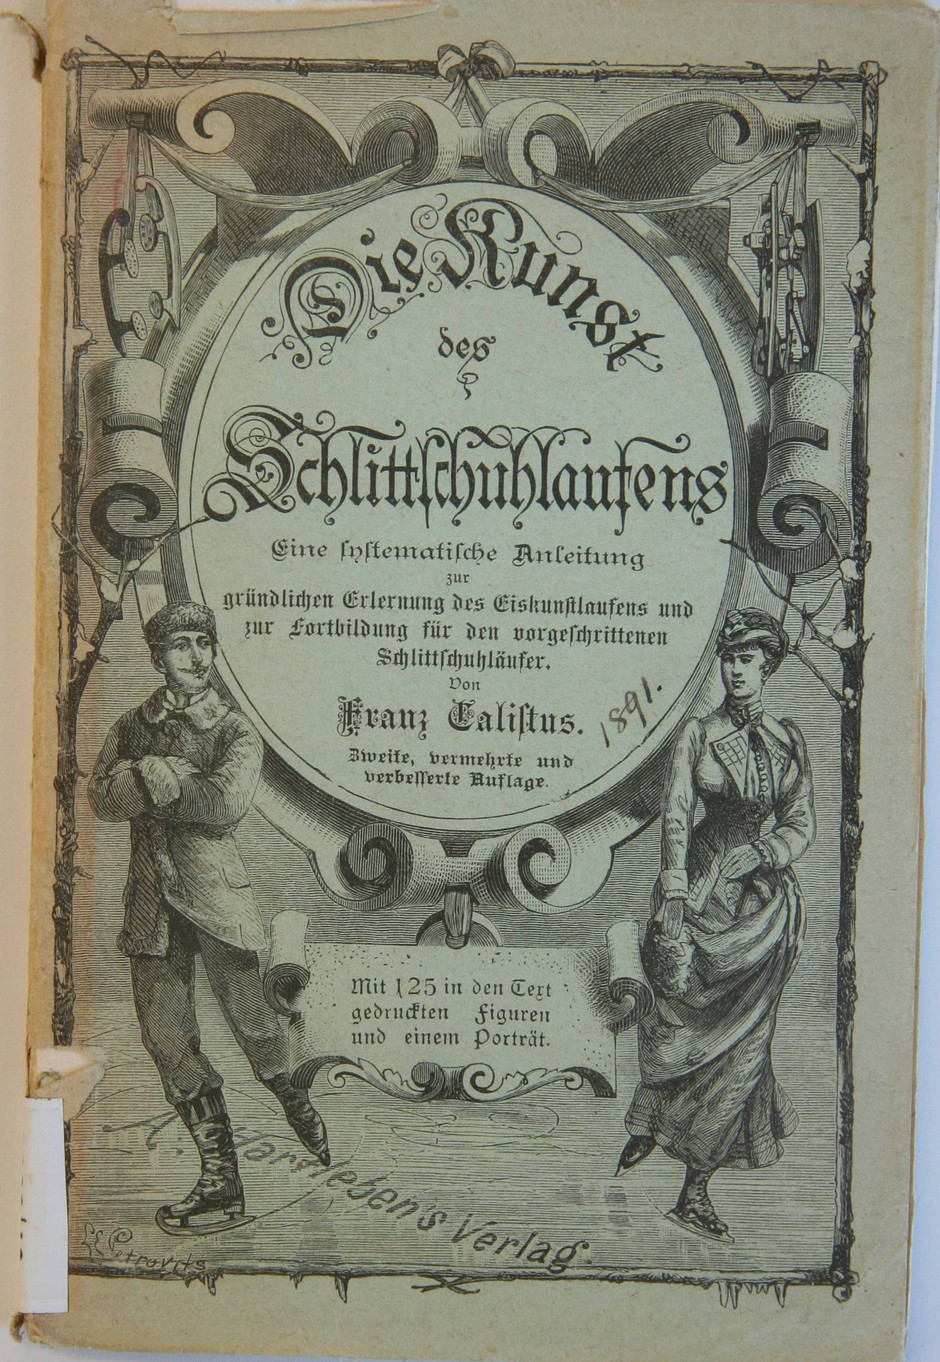 Die Kunst
des
Schlittschuhlaufens
Eine systematische Anleitung
zur
gründlichen Erlernung des Eiskunstlaufens und
zur Fortbildung für den vorgeschrittenen
Schlittschuhläufer.
Von
Franz Calistus.
1891.
Zweite, vermehrte und
verbesserte Auflage.
Mit 125 in den Text
gedruckten Figuren
und einem Porträt.
A. Hartleben's Verlag.
Petrovits